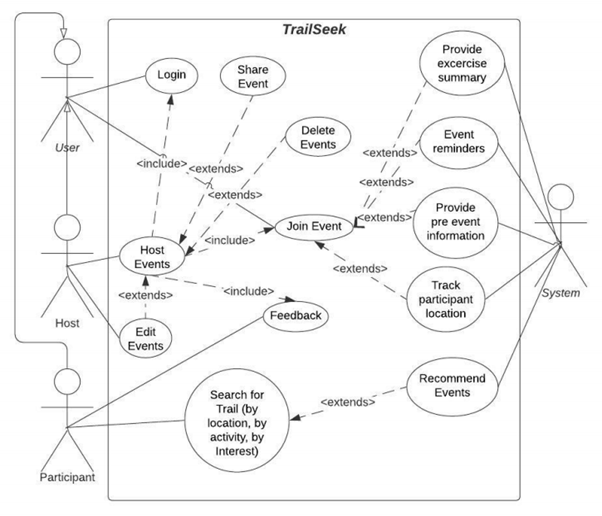 TrailSeek
Login
Share
Event
Provide
excercise
summary
Delete
Events
Event
reminders
User
<include>
<extends>
<extends>
<extends>
<extends>
<extends>
Join Event
Provide
pre event
information
Host
Events
<include>
<extends>
System
<extends>
<include>
Track
participant
location
Host
Feedback
Edit
Events
Search for
Trail (by
location, by
activity, by
Interest)
<extends>
Recommend
Events
Participant